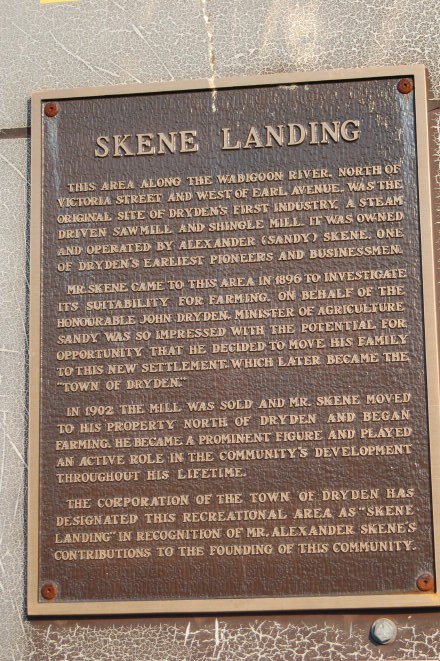 SKENE LANDING
THIS AREA ALONG THE WABIGOON RIVER, NORTH OF
VICTORIA STREET AND WEST OF EARL AVENUE, WAS THE
ORIGINAL SITE OF DRYDEN'S FIRST INDUSTRY, A STEAM
DRIVEN SAWMILL AND SHINGLE MILL. IT WAS OWNED
AND OPERATED BY ALEXANDER (SANDY) SKENE, ONE
OF DRYDEN'S EARLIEST PIONEERS AND BUSINESSMEN.
MR. SKENE CAME TO THIS AREA IN 1896 TO INVESTIGATE
ITS SUITABILITY FOR FARMING, ON BEHALF OF THE
HONOURABLE JOHN DRYDEN, MINISTER OF AGRICULTURE
SANDY WAS SO IMPRESSED WITH THE POTENTIAL FOR
OPPORTUNITY THAT HE DECIDED TO MOVE HIS FAMILY
TO THIS NEW SETTLEMENT, WHICH LATER BECAME THE
"TOWN OF DRYDEN."
IN 1902 THE MILL WAS SOLD AND MR. SKENE MOVED
TO HIS PROPERTY NORTH OF DRYDEN AND BEGAN
FARMING. HE BECAME A PROMINENT FIGURE AND PLAYED
AN ACTIVE ROLE IN THE COMMUNITY'S DEVELOPMENT
THROUGHOUT HIS LIFETIME.
THE CORPORATION OF THE TOWN OF DRYDEN HAS
DESIGNATED THIS RECREATIONAL AREA AS "SKENE
LANDING" IN RECOGNITION OF MR. ALEXANDER SKENE'S
CONTRIBUTIONS TO THE FOUNDING OF THIS COMMUNITY.